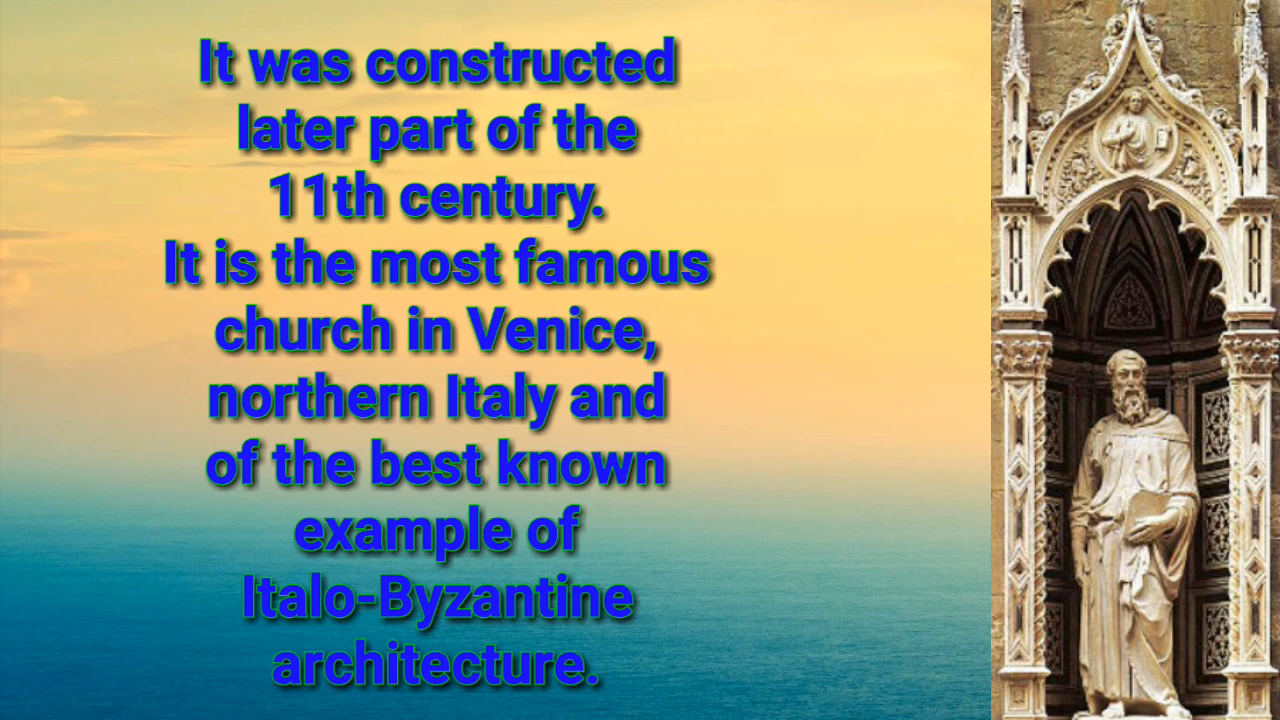 It was constructed
later part of the
11th century.
It is the most famous
church in Venice,
northern Italy and
of the best known
example of
Italo-Byzantine
architecture.